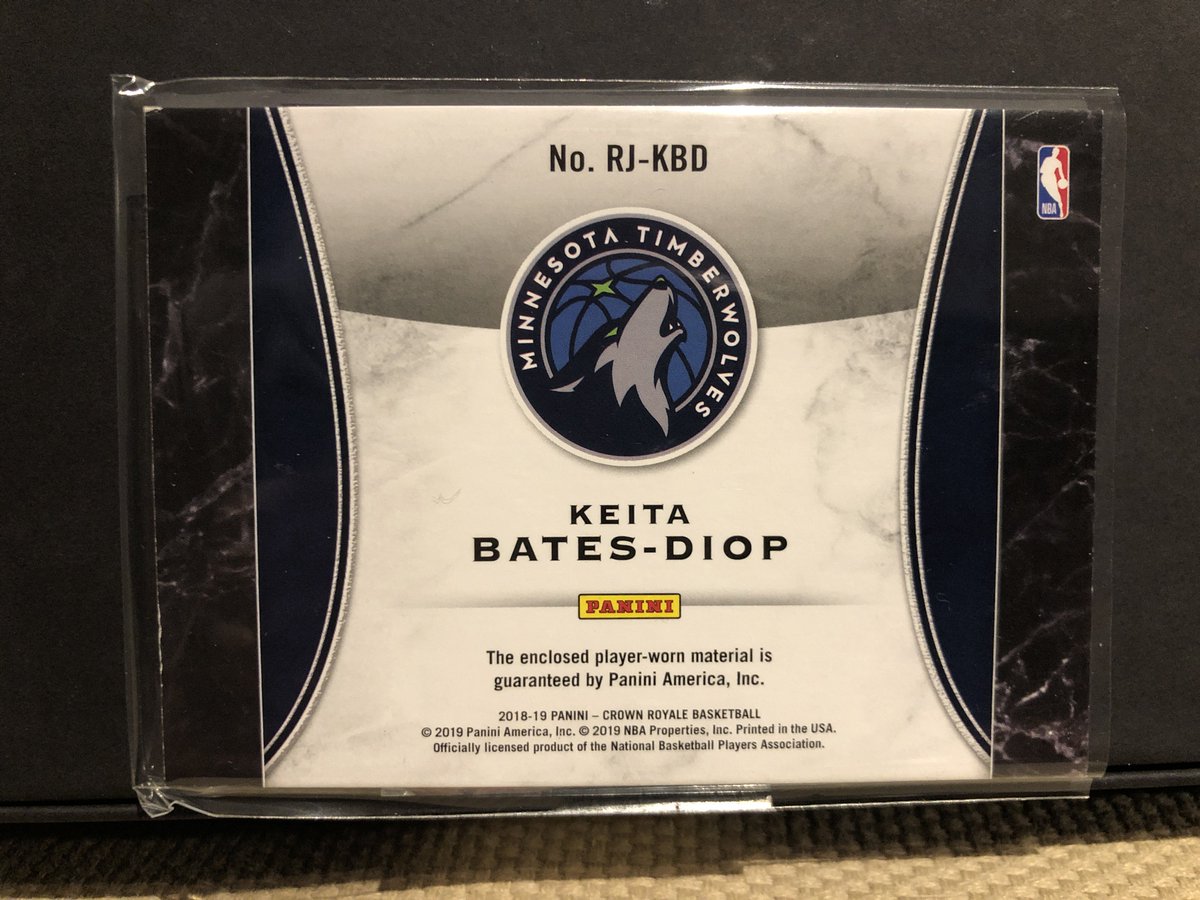 No. RJ-KBD
NBA
MINNESOTA TIMBERWOLVES
KEITA
BATES-DIOP
PANINI
The enclosed player-worn material is
guaranteed by Panini America, Inc.
2018-19 PANINI – CROWN ROYALE BASKETBALL
© 2019 Panini America, Inc. © 2019 NBA Properties, Inc. Printed in the USA.
Officially licensed product of the National Basketball Players Association.